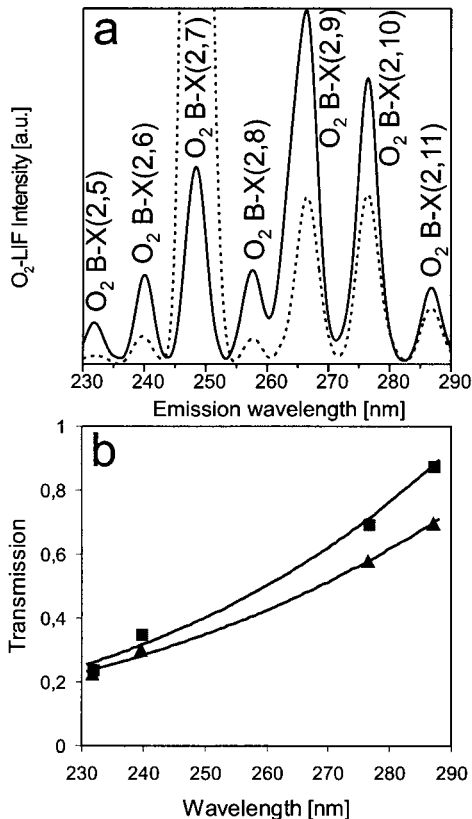 a
O₂-LIF Intensity [a.u.]
O₂ B-X(2,5)
O₂ B-X(2,6)
O₂ B-X(2,7)
O₂ B-X(2,8)
O₂ B-X(2,9)
O₂ B-X(2,10)
O₂ B-X(2,11)
230 240 250 260 270 280 290
Emission wavelength [nm]
b
Transmission
1
0,8
0,6
0,4
0,2
0
230 240 250 260 270 280 290
Wavelength [nm]